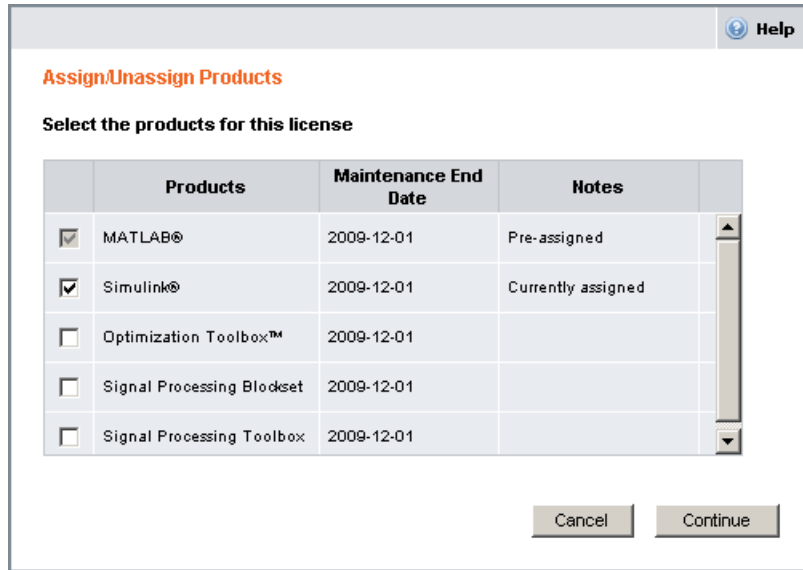 Help
Assign/Unassign Products
Select the products for this license
Products Maintenance End Date Notes
MATLAB® 2009-12-01 Pre-assigned
Simulink® 2009-12-01 Currently assigned
Optimization Toolbox™ 2009-12-01
Signal Processing Blockset 2009-12-01
Signal Processing Toolbox 2009-12-01
Cancel Continue